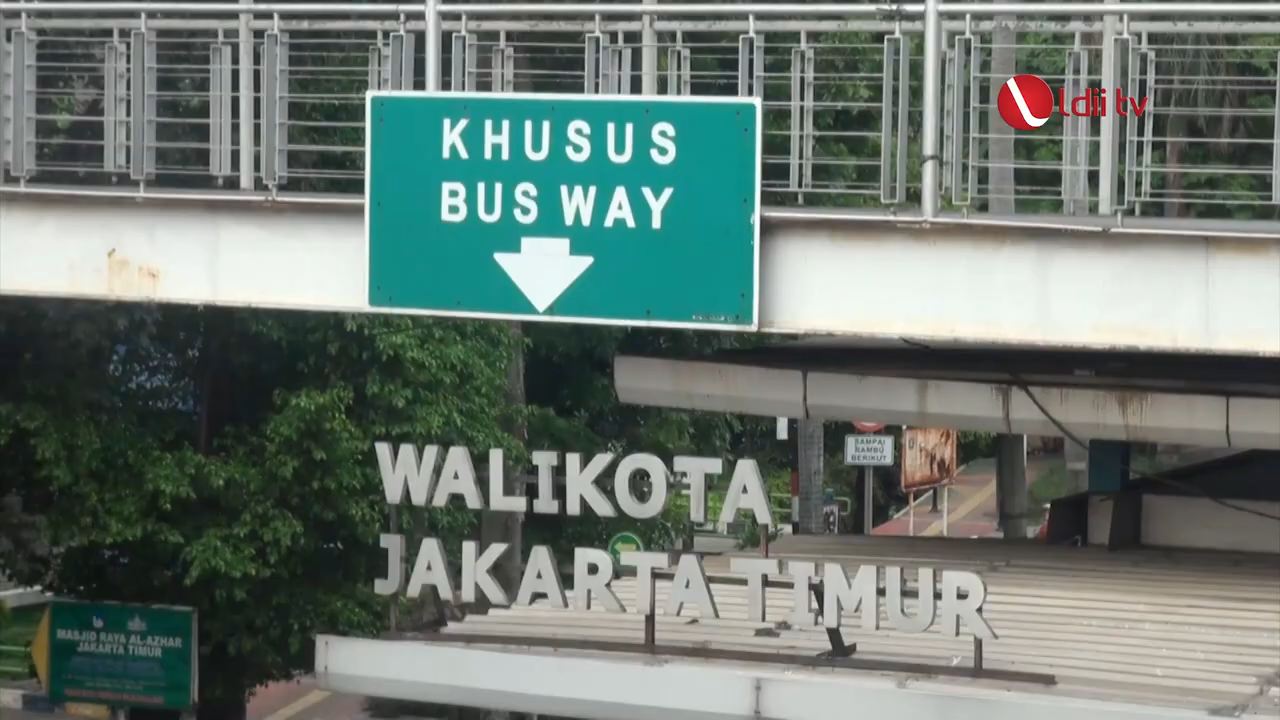 ldii tv
KHUSUS
BUS WAY
WALIKOTA
JAKARTA TIMUR
SAMPAI
RAMBU
BERIKUT
MASJID RAYA AL-AZHAR
JAKARTA TIMUR